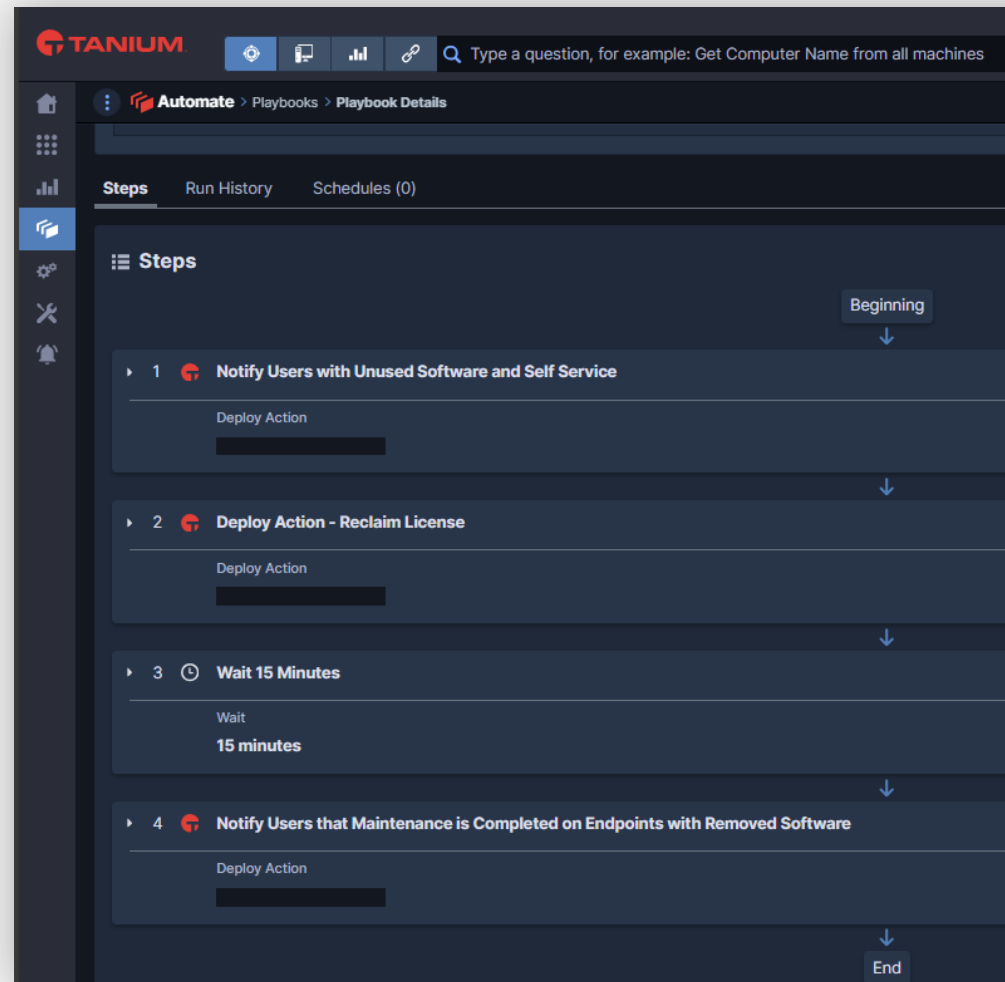 TANIUM
Type a question, for example: Get Computer Name from all machines
Automate > Playbooks > Playbook Details
Steps Run History Schedules (0)
Steps
Beginning
1 Notify Users with Unused Software and Self Service
Deploy Action
2 Deploy Action - Reclaim License
Deploy Action
3 Wait 15 Minutes
Wait
15 minutes
4 Notify Users that Maintenance is Completed on Endpoints with Removed Software
Deploy Action
End